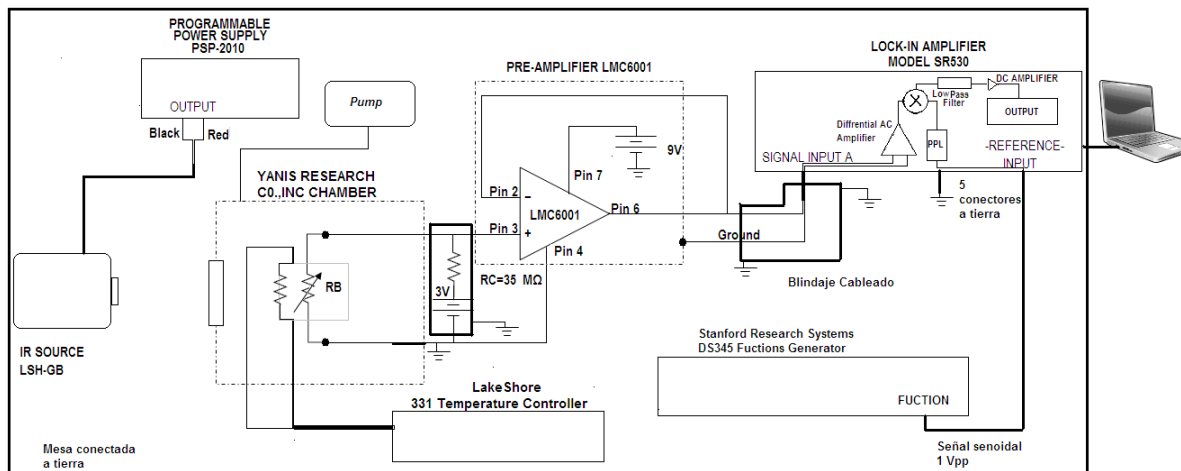 PROGRAMMABLE
POWER SUPPLY
PSP-2010
OUTPUT
Black
Red
Pump
PRE-AMPLIFIER LMC6001
LOCK-IN AMPLIFIER
MODEL SR530
DC AMPLIFIER
Low Pass
Filter
OUTPUT
Diffrential AC
Amplifier
PPL
-REFERENCE-
INPUT
SIGNAL INPUT A
9V
Pin 7
Pin 2
LMC6001
Pin 6
Pin 3
Pin 4
Ground
5
conectores
a tierra
YANIS RESEARCH
C0.,INC CHAMBER
RB
3V
RC=35 MΩ
Blindaje Cableado
IR SOURCE
LSH-GB
Stanford Research Systems
DS345 Fuctions Generator
FUCTION
LakeShore
331 Temperature Controller
Mesa conectada
a tierra
Señal senoidal
1 Vpp